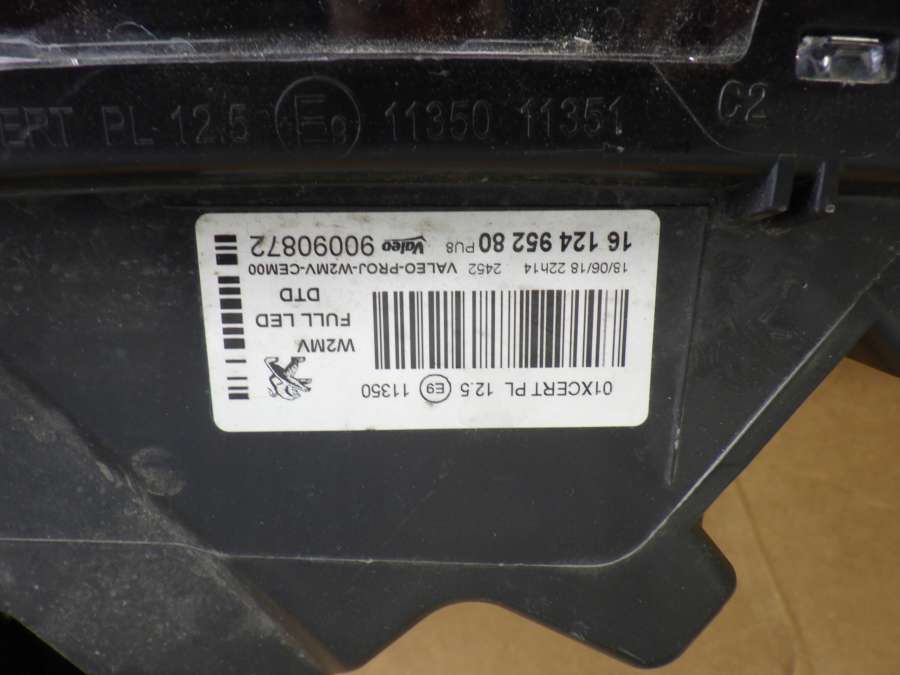 ERT PL 12.5 E9 11350 11351
C2
01XCERT PL 12.5 E9 11350
W2MV
FULL LED
DTD
18/06/18 22h14 2452 VALEO-PROJ-W2MV-CEM00
16 124 952 80 PU8 Valeo 90090872